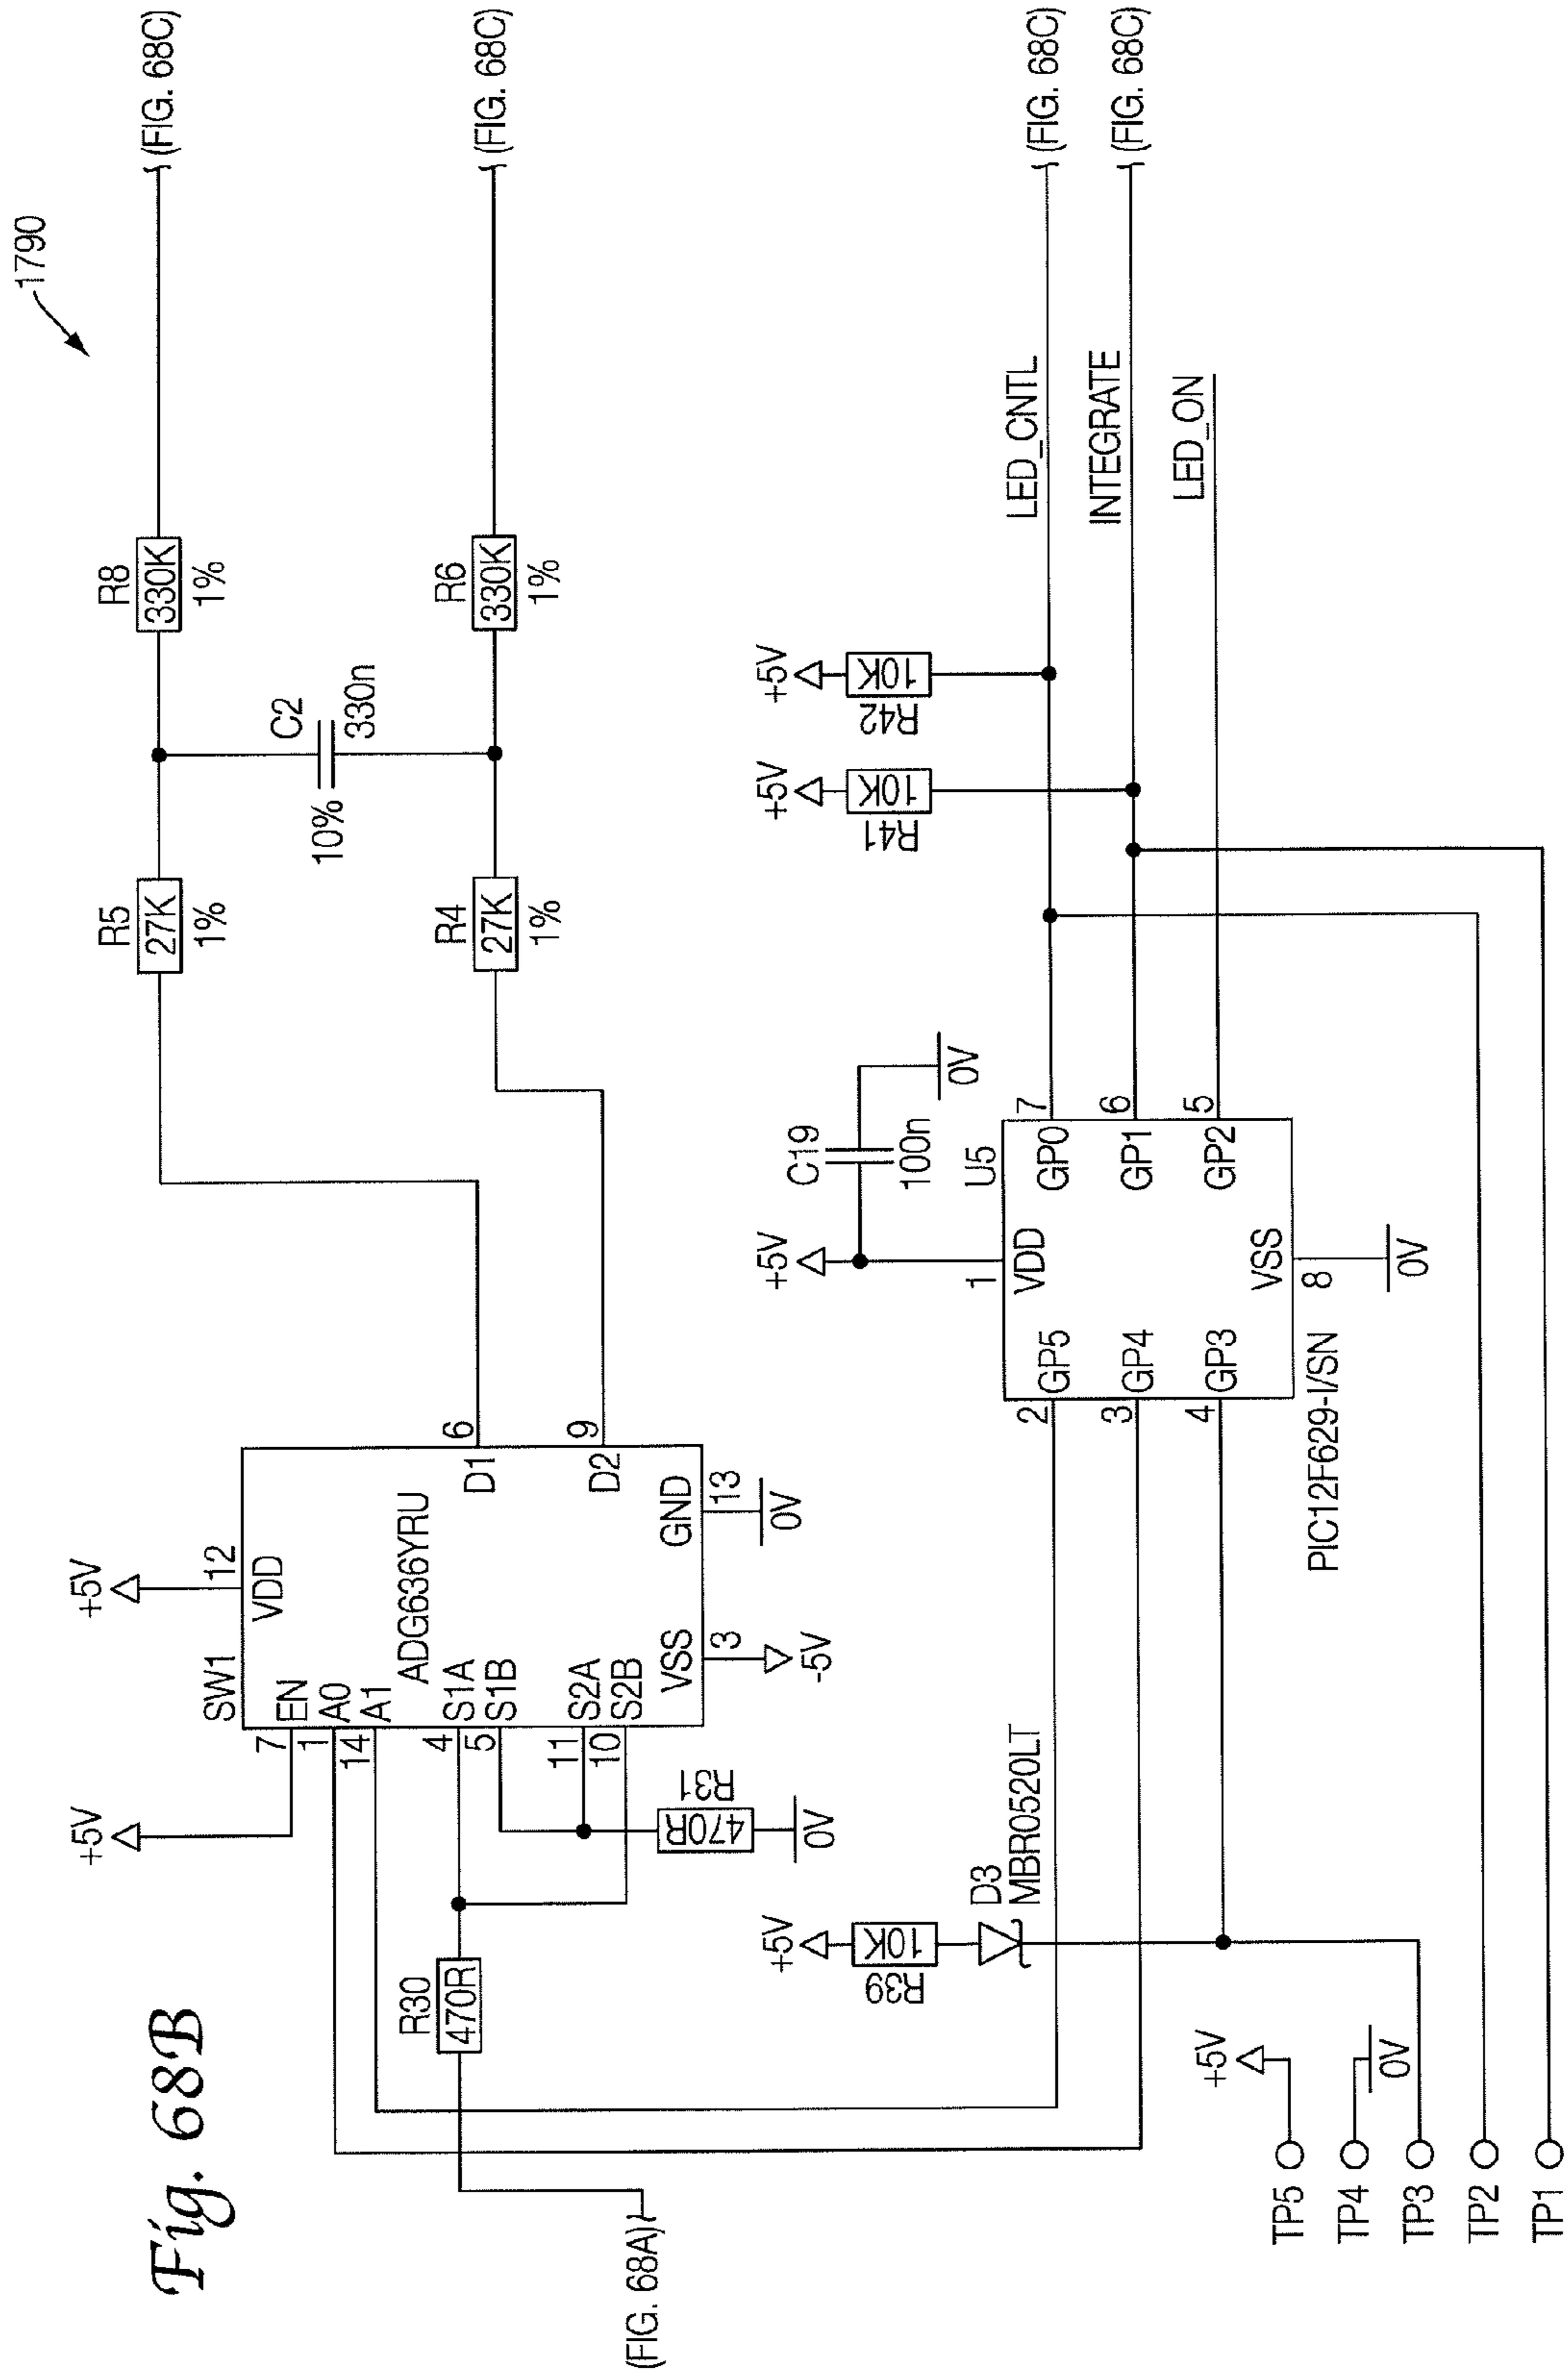 Fig. 68B
1790
(FIG. 68A)
(FIG. 68C)
(FIG. 68C)
R5
27K
1%
R8
330K
1%
C2
10%
330n
R4
27K
1%
R6
330K
1%
+5V
+5V
SW1
12
VDD
7
EN
1
A0
14
A1
ADG636YRU
4
S1A
5
S1B
11
S2A
10
S2B
6
D1
9
D2
VSS
3
-5V
GND
13
0V
R30
470R
R31
470R
0V
+5V
R39
10K
D3
MBR0520LT
+5V
C19
100n
0V
U5
1
VDD
2
GP5
3
GP4
4
GP3
7
GP0
6
GP1
5
GP2
VSS
8
0V
PIC12F629-I/SN
+5V
R41
10K
+5V
R42
10K
LED_CNTL
(FIG. 68C)
INTEGRATE
(FIG. 68C)
LED_ON
+5V
TP5
0V
TP4
TP3
TP2
TP1